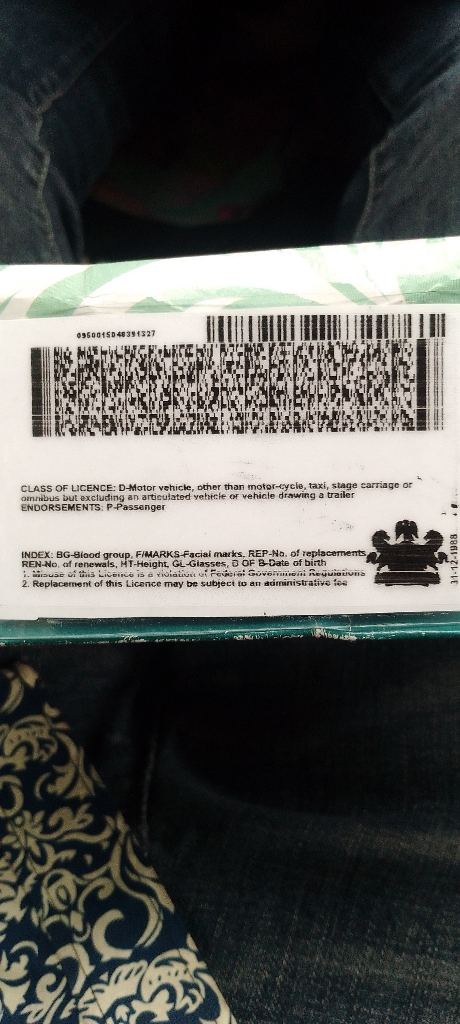 0950015048391327
CLASS OF LICENCE: D-Motor vehicle, other than motor-cycle, taxi, stage carriage or
omnibus but excluding an articulated vehicle or vehicle drawing a trailer
ENDORSEMENTS: P-Passenger
INDEX: BG-Blood group, F/MARKS-Facial marks, REP-No. of replacements
REN-No. of renewals, HT-Height, GL-Glasses, D OF B-Date of birth
1. Misuse of this Licence is a violation of Federal Government Regulations
2. Replacement of this Licence may be subject to an administrative fee
31-12-1988